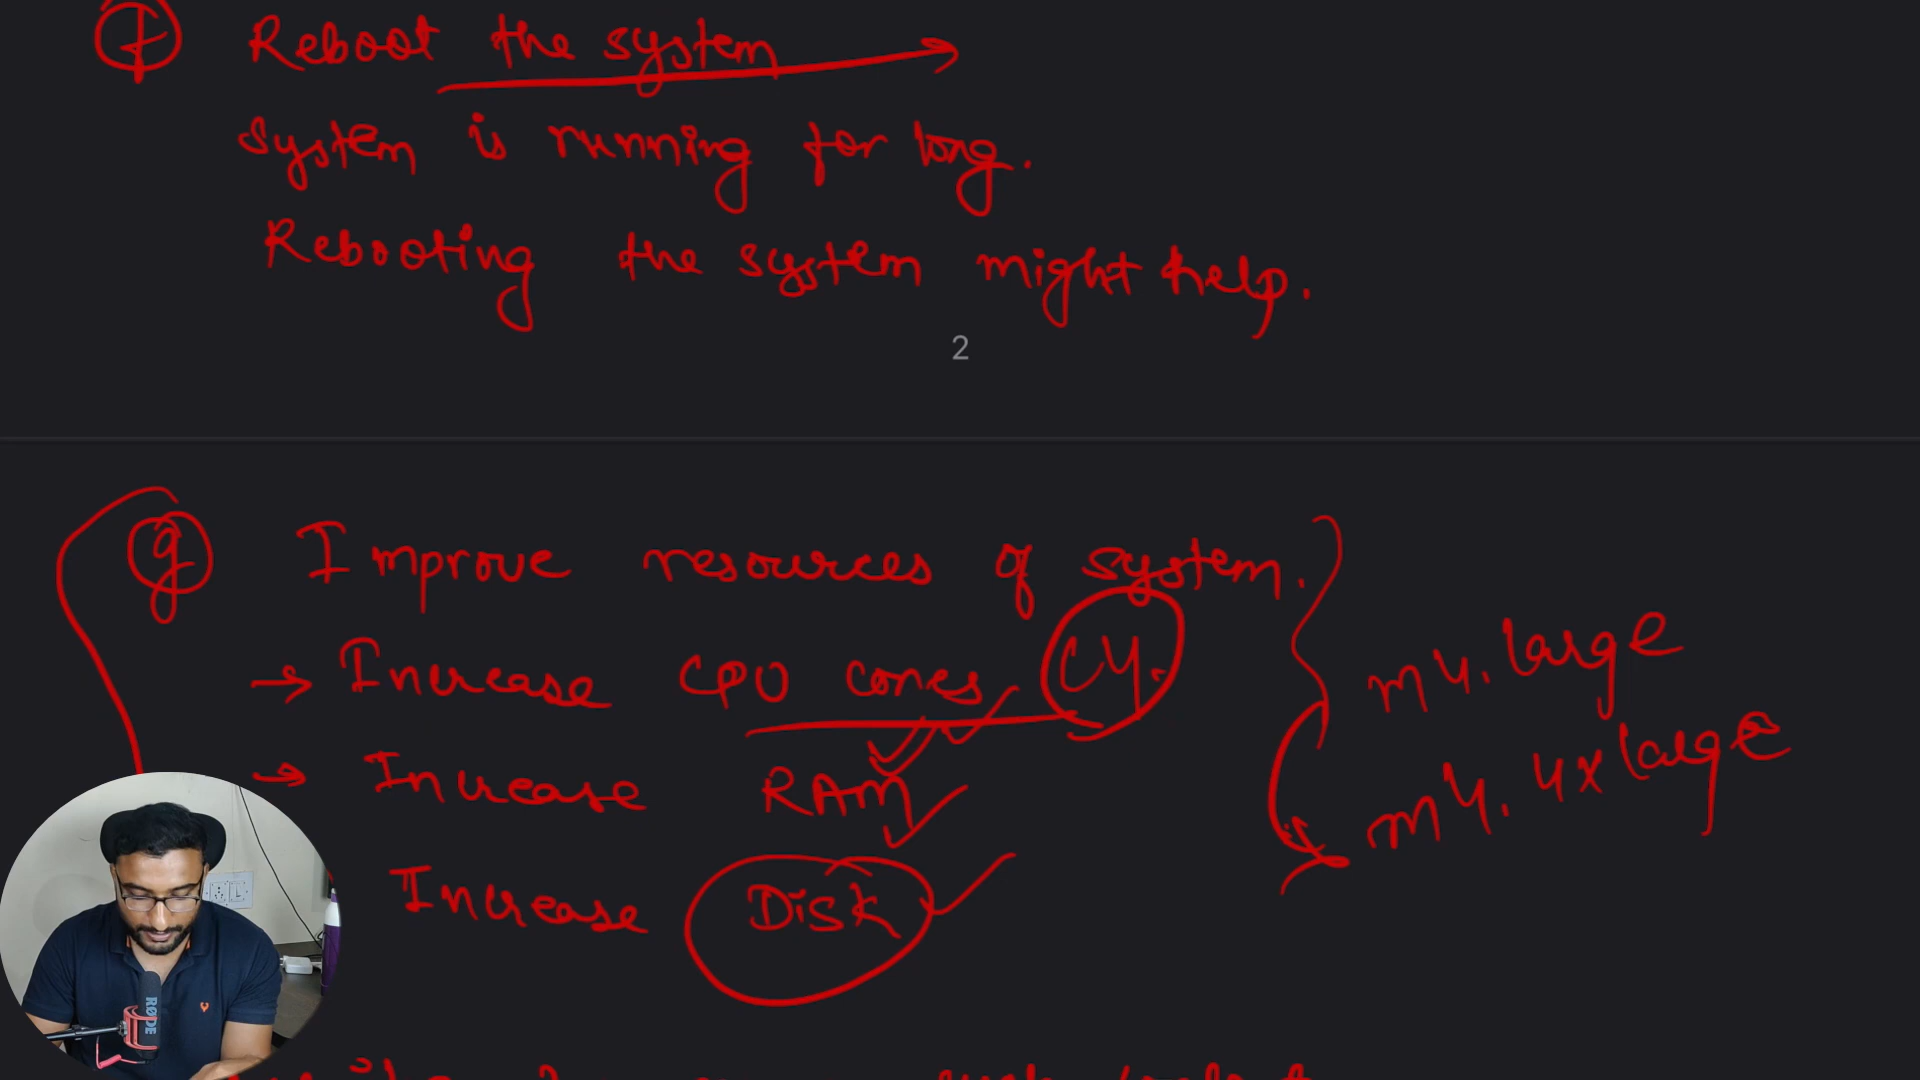 f Reboot the system
System is running for long.
Rebooting the system might help.
2
g Improve resources of system.
→ Increase CPU cores
→ Increase RAM
Increase Disk
m4.large
m4.4xlarge
RØDE